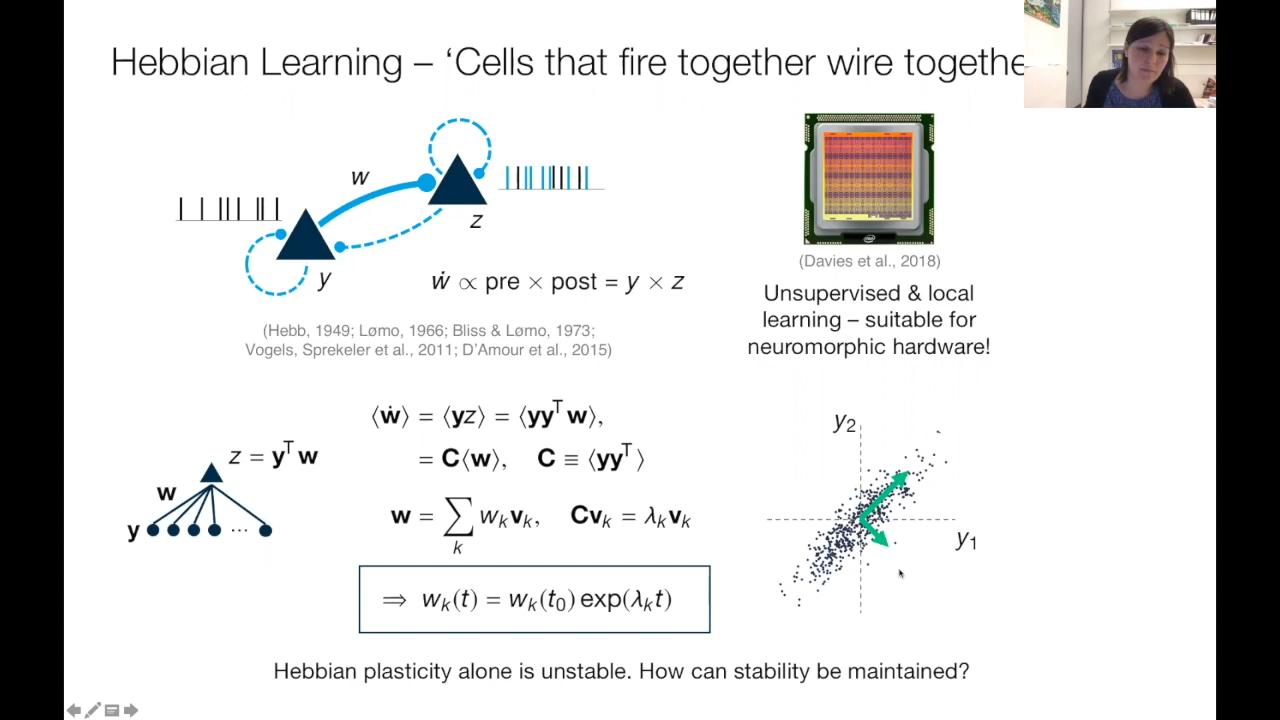 Hebbian Learning – ‘Cells that fire together wire togethe
w
z
y
ẇ ∝ pre × post = y × z
(Hebb, 1949; Lømo, 1966; Bliss & Lømo, 1973;
Vogels, Sprekeler et al., 2011; D’Amour et al., 2015)
intel
(Davies et al., 2018)
Unsupervised & local
learning – suitable for
neuromorphic hardware!
z = yᵀw
w
y
...
⟨ẇ⟩ = ⟨yz⟩ = ⟨yyᵀw⟩,
= C⟨w⟩, C ≡ ⟨yyᵀ⟩
w = ∑ₖ wₖvₖ, Cvₖ = λₖvₖ
⟹ wₖ(t) = wₖ(t₀) exp(λₖt)
y₂
y₁
Hebbian plasticity alone is unstable. How can stability be maintained?